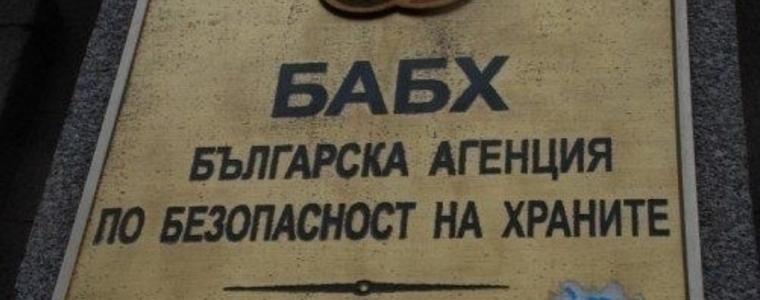 БАБХ
БЪЛГАРСКА АГЕНЦИЯ
ПО БЕЗОПАСНОСТ НА ХРАНИТЕ